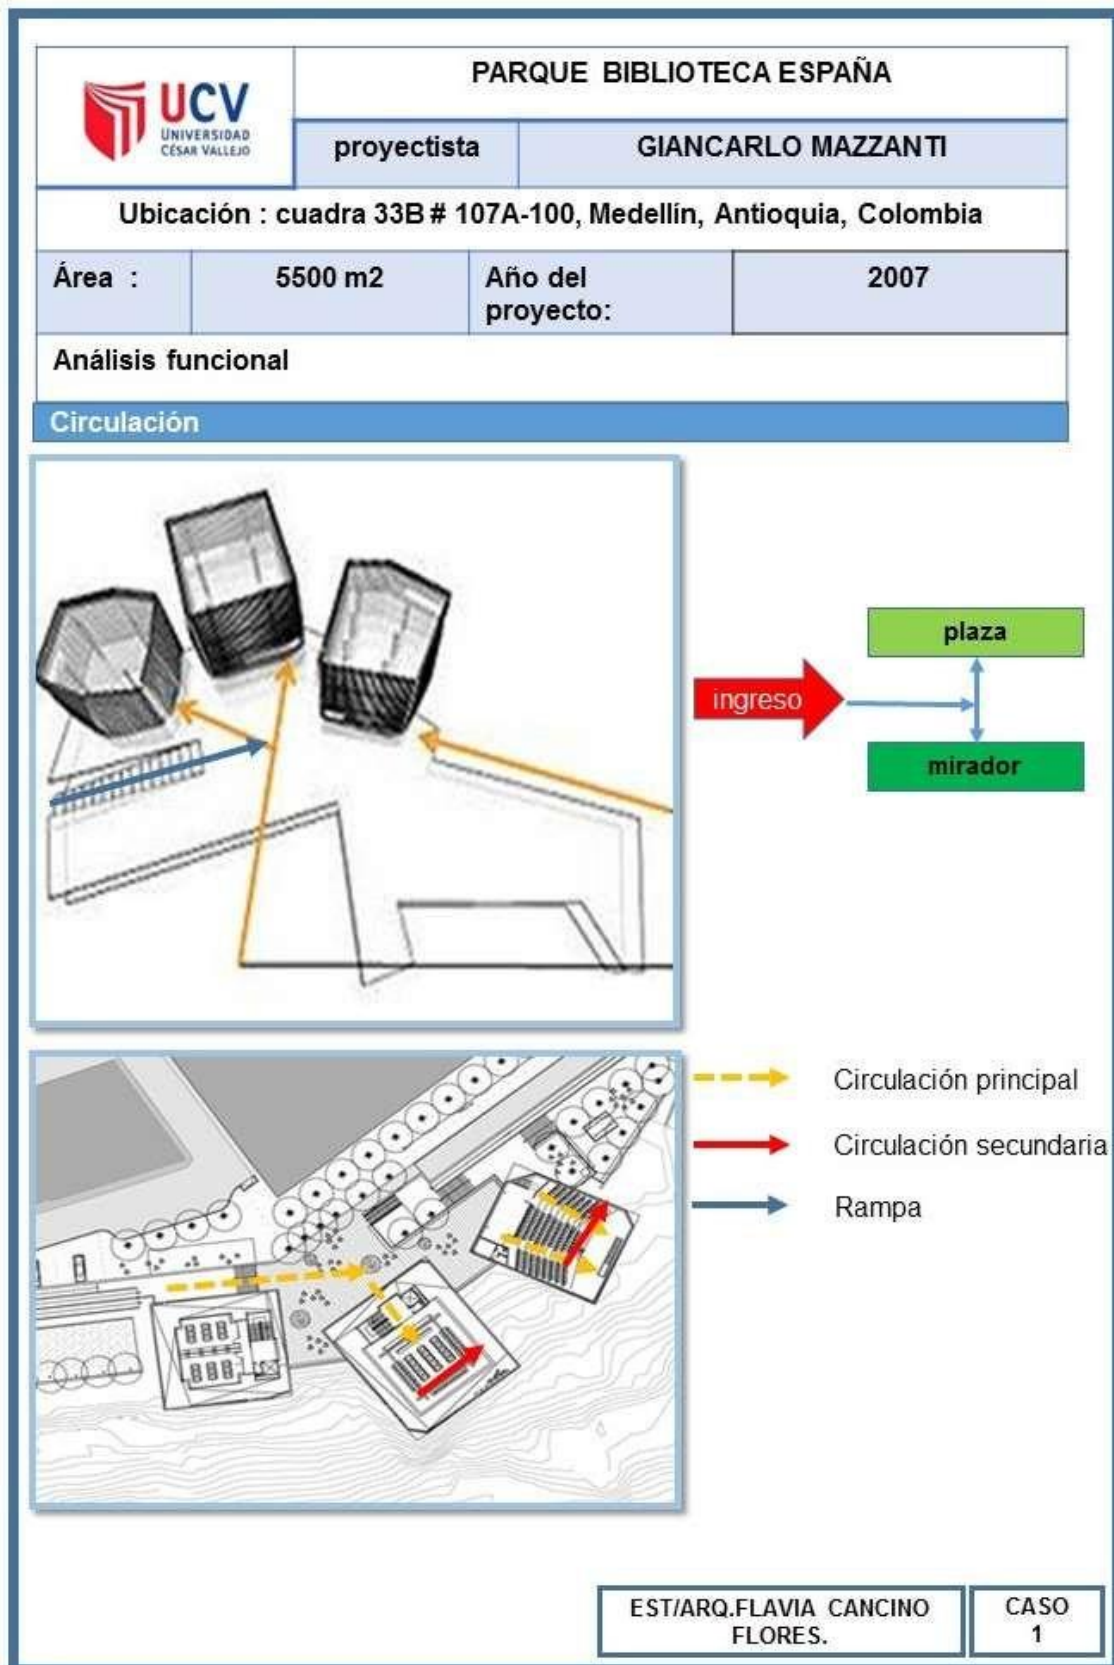 UCV
UNIVERSIDAD
CÉSAR VALLEJO
PARQUE BIBLIOTECA ESPAÑA
proyectista
GIANCARLO MAZZANTI
Ubicación : cuadra 33B # 107A-100, Medellín, Antioquia, Colombia
Área :
5500 m2
Año del
proyecto:
2007
Análisis funcional
Circulación
ingreso
plaza
mirador
Circulación principal
Circulación secundaria
Rampa
EST/ARQ.FLAVIA CANCINO
FLORES.
CASO
1